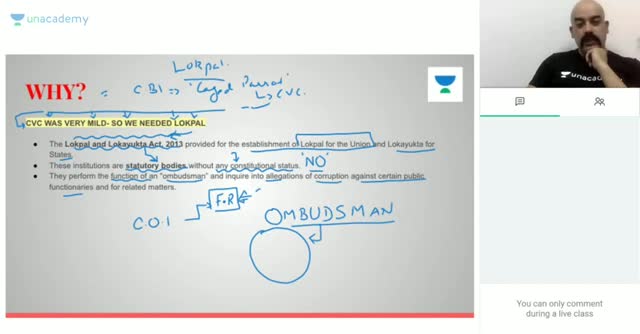 unacademy
Lokpal
WHY? = CBI => 'Caged Parrot'
↳ CVC
CVC WAS VERY MILD- SO WE NEEDED LOKPAL
● The Lokpal and Lokayukta Act, 2013 provided for the establishment of Lokpal for the Union and Lokayukta for
States.
● These institutions are statutory bodies without any constitutional status. 'NO'
● They perform the function of an "ombudsman" and inquire into allegations of corruption against certain public
functionaries and for related matters.
F.R
C.O.I
OMBUDSMAN
unacademy
You can only comment
during a live class